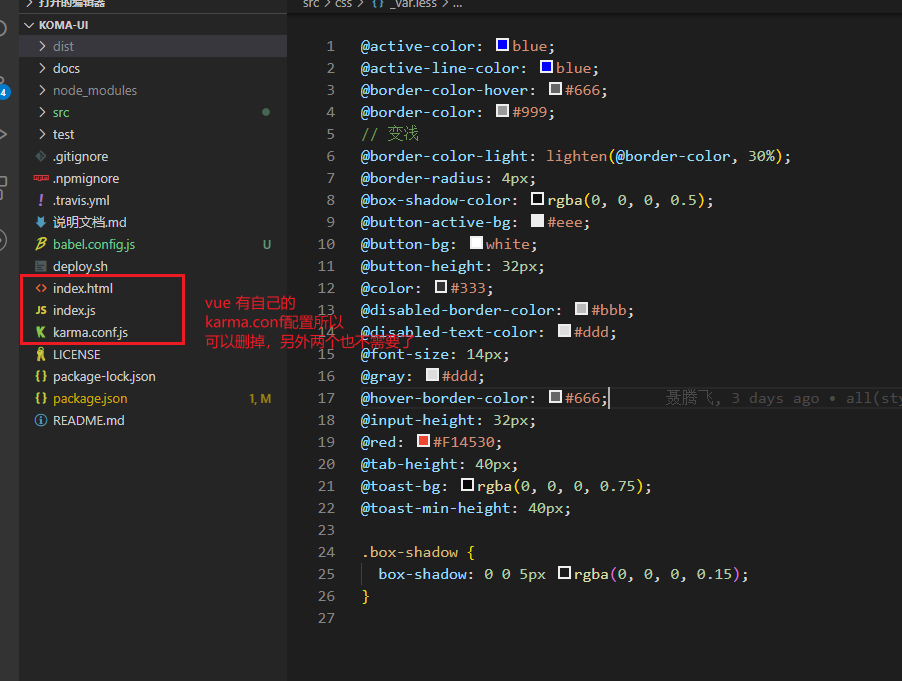 打开的编辑器
KOMA-UI
dist
docs
node_modules
src
test
.gitignore
.npmignore
.travis.yml
说明文档.md
babel.config.js U
deploy.sh
index.html
JS index.js
karma.conf.js
LICENSE
package-lock.json
package.json 1, M
README.md
4
vue 有自己的
karma.conf配置所以
可以删掉，另外两个也不需要了
src > css > {} _var.less > ...
1 @active-color: blue;
2 @active-line-color: blue;
3 @border-color-hover: #666;
4 @border-color: #999;
5 // 变浅
6 @border-color-light: lighten(@border-color, 30%);
7 @border-radius: 4px;
8 @box-shadow-color: rgba(0, 0, 0, 0.5);
9 @button-active-bg: #eee;
10 @button-bg: white;
11 @button-height: 32px;
12 @color: #333;
13 @disabled-border-color: #bbb;
14 @disabled-text-color: #ddd;
15 @font-size: 14px;
16 @gray: #ddd;
17 @hover-border-color: #666; 聂腾飞, 3 days ago • all(sty
18 @input-height: 32px;
19 @red: #F14530;
20 @tab-height: 40px;
21 @toast-bg: rgba(0, 0, 0, 0.75);
22 @toast-min-height: 40px;
23
24 .box-shadow {
25 box-shadow: 0 0 5px rgba(0, 0, 0, 0.15);
26 }
27